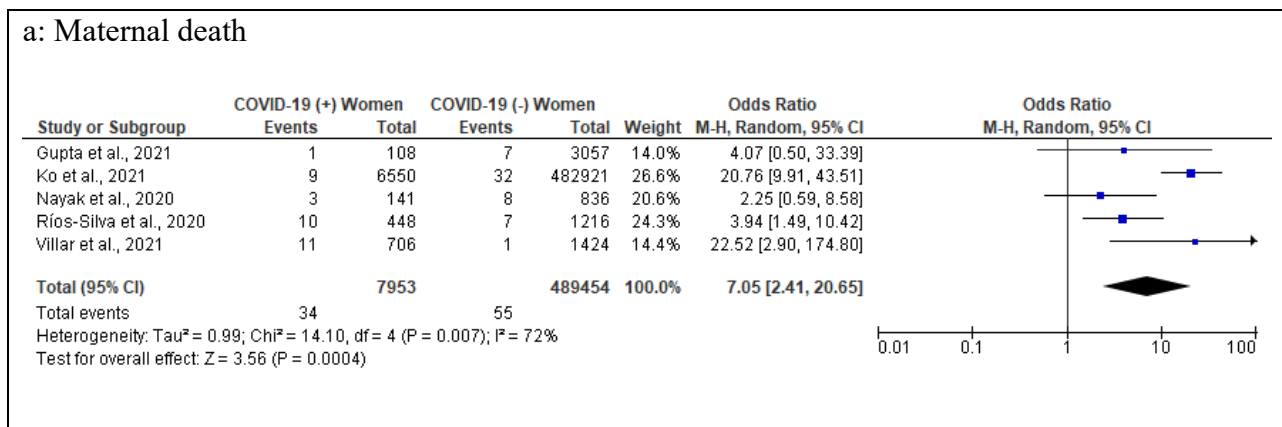 a: Maternal death
COVID-19 (+) Women COVID-19 (-) Women Odds Ratio Odds Ratio
Study or Subgroup Events Total Events Total Weight M-H, Random, 95% CI M-H, Random, 95% CI
Gupta et al., 2021 1 108 7 3057 14.0% 4.07 [0.50, 33.39]
Ko et al., 2021 9 6550 32 482921 26.6% 20.76 [9.91, 43.51]
Nayak et al., 2020 3 141 8 836 20.6% 2.25 [0.59, 8.58]
Ríos-Silva et al., 2020 10 448 7 1216 24.3% 3.94 [1.49, 10.42]
Villar et al., 2021 11 706 1 1424 14.4% 22.52 [2.90, 174.80]
Total (95% CI) 7953 489454 100.0% 7.05 [2.41, 20.65]
Total events 34 55
Heterogeneity: Tau² = 0.99; Chi² = 14.10, df = 4 (P = 0.007); I² = 72%
Test for overall effect: Z = 3.56 (P = 0.0004)
0.01 0.1 1 10 100